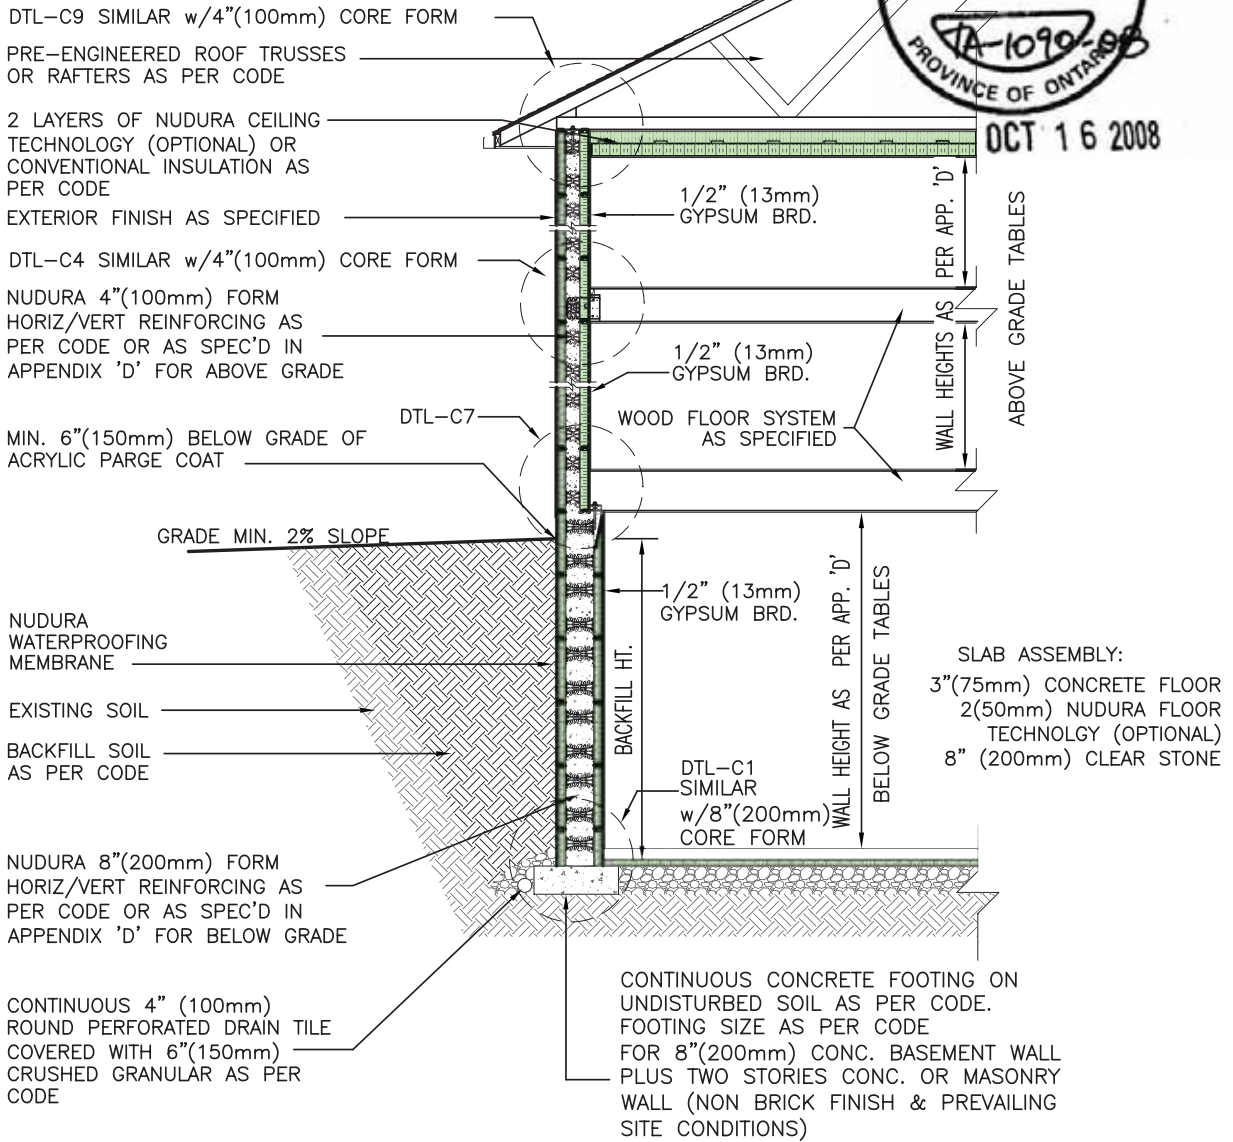 DTL-C9 SIMILAR w/4"(100mm) CORE FORM
PRE-ENGINEERED ROOF TRUSSES
OR RAFTERS AS PER CODE
2 LAYERS OF NUDURA CEILING
TECHNOLOGY (OPTIONAL) OR
CONVENTIONAL INSULATION AS
PER CODE
EXTERIOR FINISH AS SPECIFIED
DTL-C4 SIMILAR w/4"(100mm) CORE FORM
NUDURA 4"(100mm) FORM
HORIZ/VERT REINFORCING AS
PER CODE OR AS SPEC'D IN
APPENDIX 'D' FOR ABOVE GRADE
DTL-C7
MIN. 6"(150mm) BELOW GRADE OF
ACRYLIC PARGE COAT
GRADE MIN. 2% SLOPE
NUDURA
WATERPROOFING
MEMBRANE
EXISTING SOIL
BACKFILL SOIL
AS PER CODE
NUDURA 8"(200mm) FORM
HORIZ/VERT REINFORCING AS
PER CODE OR AS SPEC'D IN
APPENDIX 'D' FOR BELOW GRADE
CONTINUOUS 4" (100mm)
ROUND PERFORATED DRAIN TILE
COVERED WITH 6"(150mm)
CRUSHED GRANULAR AS PER
CODE
1A-1090-08
PROVINCE OF ONTARIO
OCT 16 2008
1/2" (13mm)
GYPSUM BRD.
1/2" (13mm)
GYPSUM BRD.
WOOD FLOOR SYSTEM
AS SPECIFIED
WALL HEIGHTS AS PER APP. 'D'
ABOVE GRADE TABLES
1/2" (13mm)
GYPSUM BRD.
BACKFILL HT.
WALL HEIGHT AS PER APP. 'D'
BELOW GRADE TABLES
DTL-C1
SIMILAR
w/8"(200mm)
CORE FORM
SLAB ASSEMBLY:
3"(75mm) CONCRETE FLOOR
2(50mm) NUDURA FLOOR
TECHNOLGY (OPTIONAL)
8" (200mm) CLEAR STONE
CONTINUOUS CONCRETE FOOTING ON
UNDISTURBED SOIL AS PER CODE.
FOOTING SIZE AS PER CODE
FOR 8"(200mm) CONC. BASEMENT WALL
PLUS TWO STORIES CONC. OR MASONRY
WALL (NON BRICK FINISH & PREVAILING
SITE CONDITIONS)